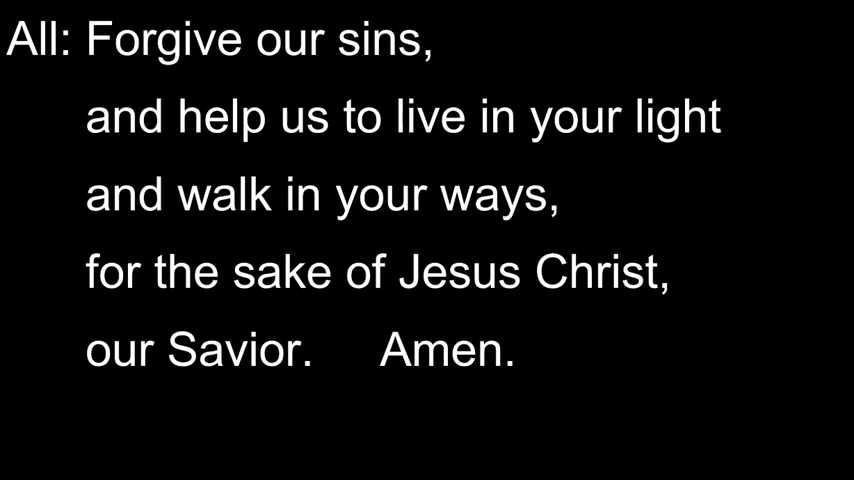 All: Forgive our sins,
and help us to live in your light
and walk in your ways,
for the sake of Jesus Christ,
our Savior. Amen.